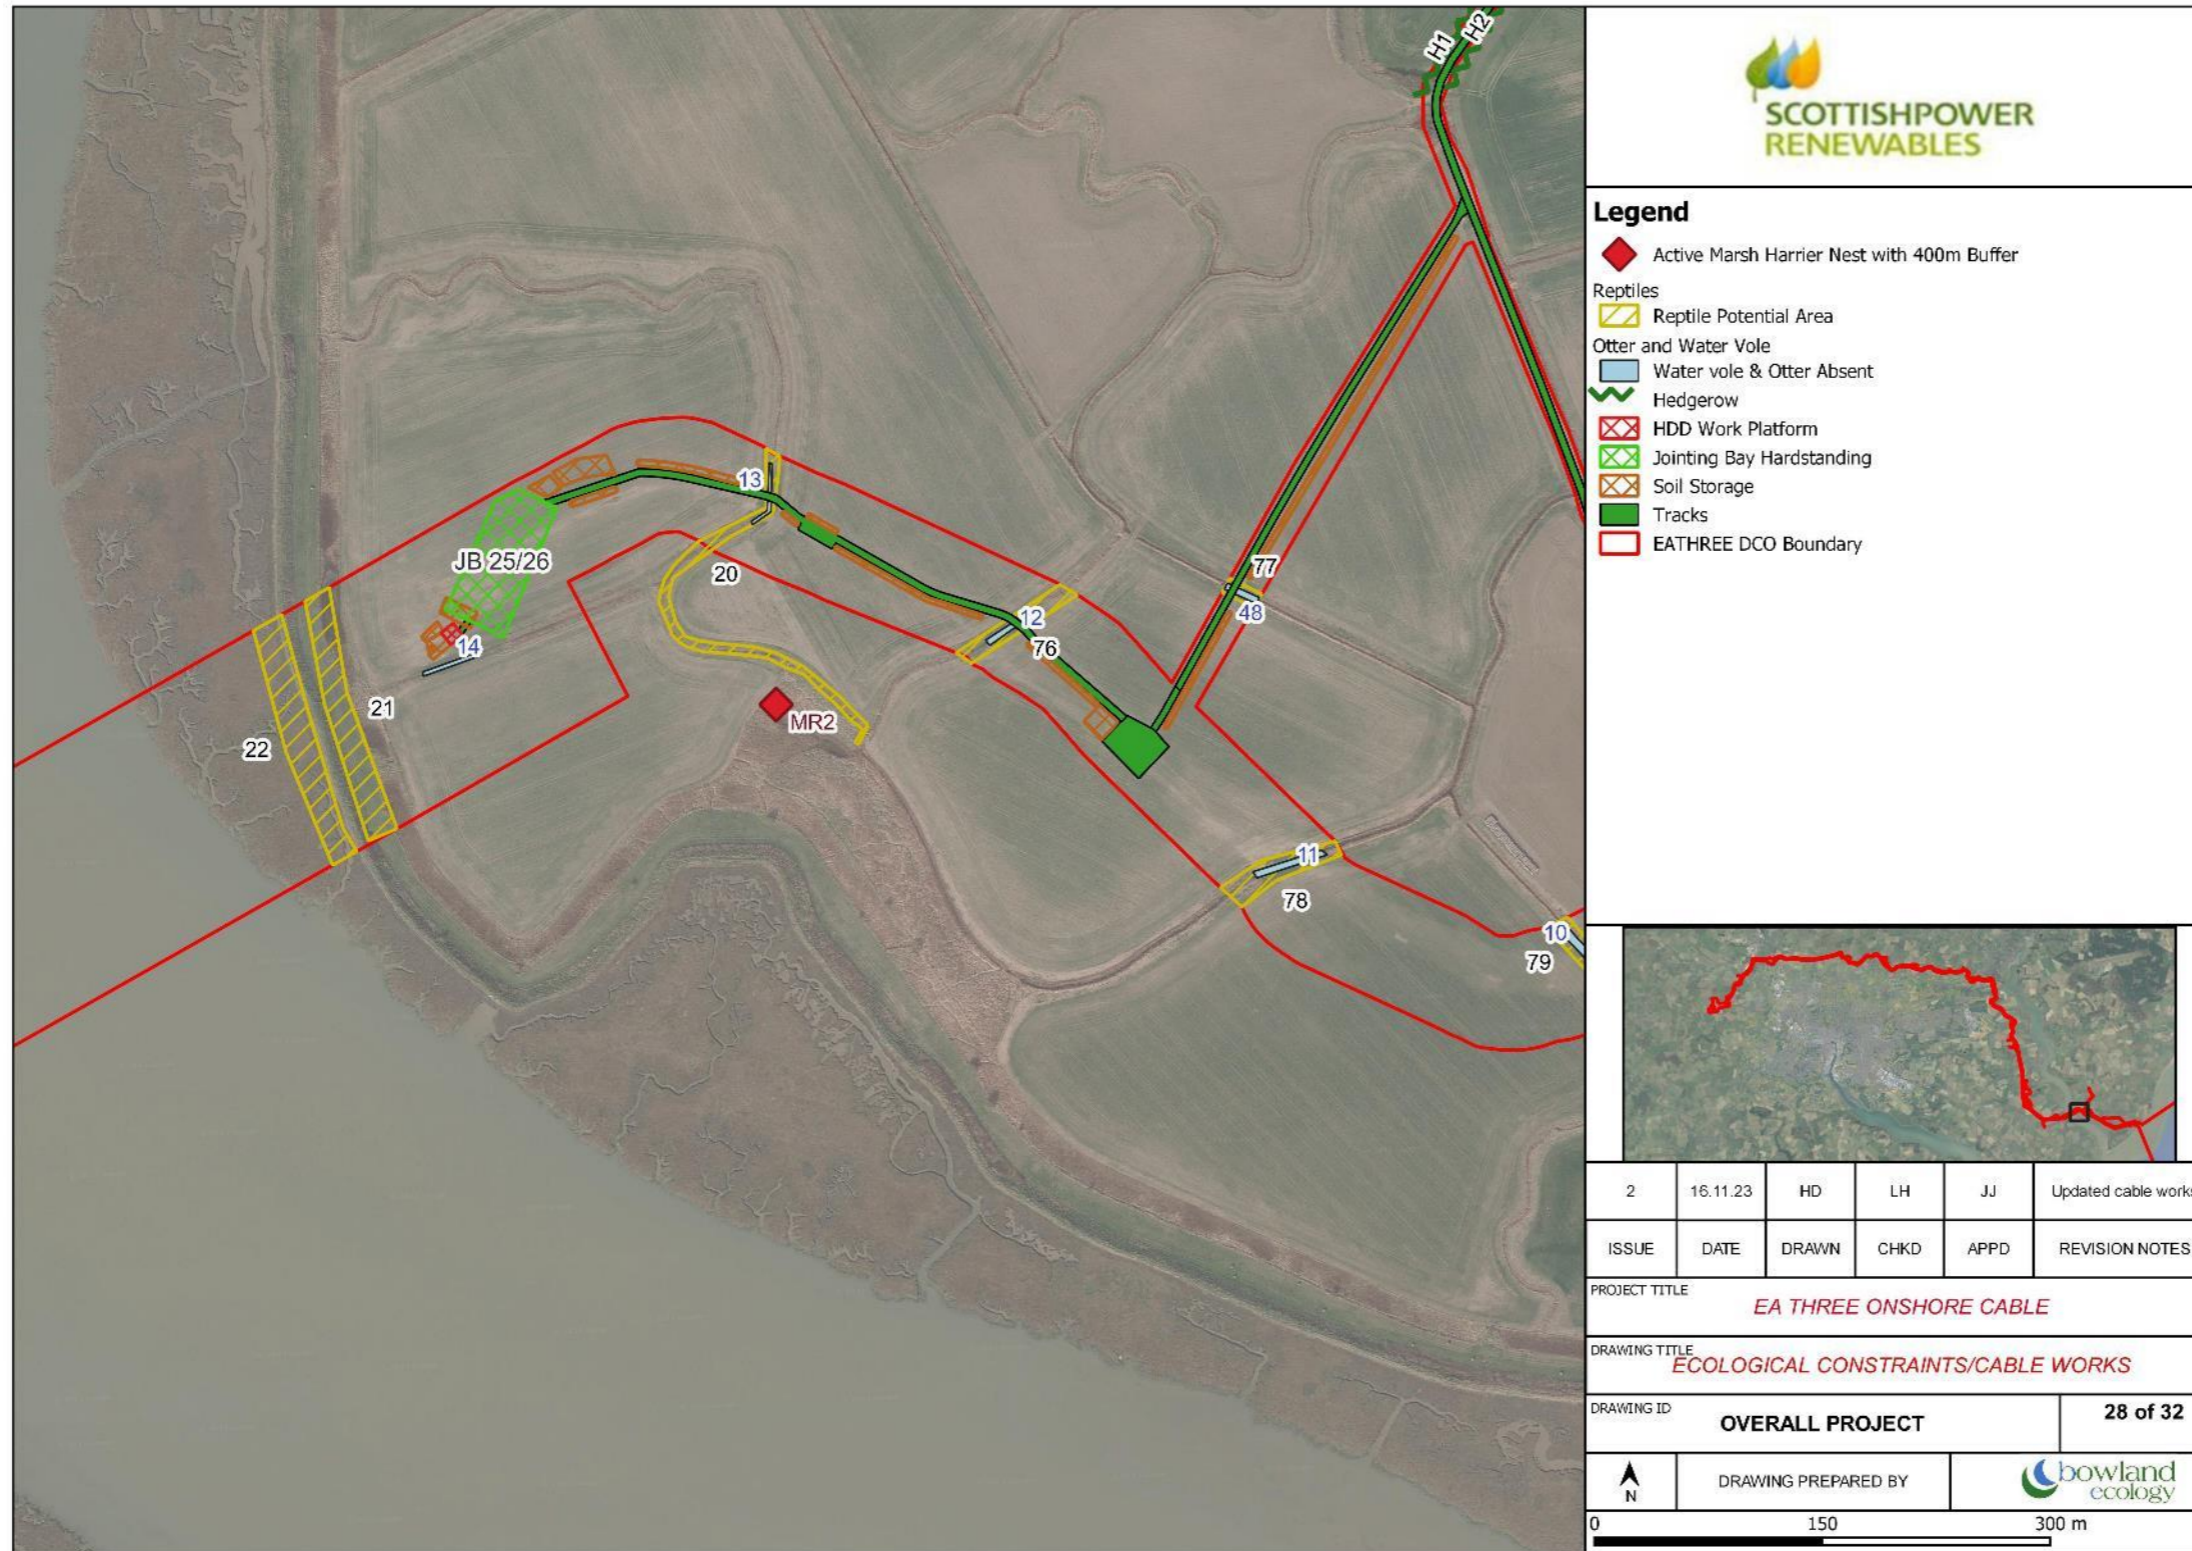 H1
H2
13
JB 25/26
20
12
76
77
48
14
21
22
MR2
11
78
10
79
SCOTTISHPOWER
RENEWABLES
Legend
Active Marsh Harrier Nest with 400m Buffer
Reptiles
Reptile Potential Area
Otter and Water Vole
Water vole & Otter Absent
Hedgerow
HDD Work Platform
Jointing Bay Hardstanding
Soil Storage
Tracks
EATHREE DCO Boundary
2 16.11.23 HD LH JJ Updated cable works
ISSUE DATE DRAWN CHKD APPD REVISION NOTES
PROJECT TITLE
EA THREE ONSHORE CABLE
DRAWING TITLE
ECOLOGICAL CONSTRAINTS/CABLE WORKS
DRAWING ID
OVERALL PROJECT
28 of 32
N
DRAWING PREPARED BY
bowland
ecology
0 150 300 m